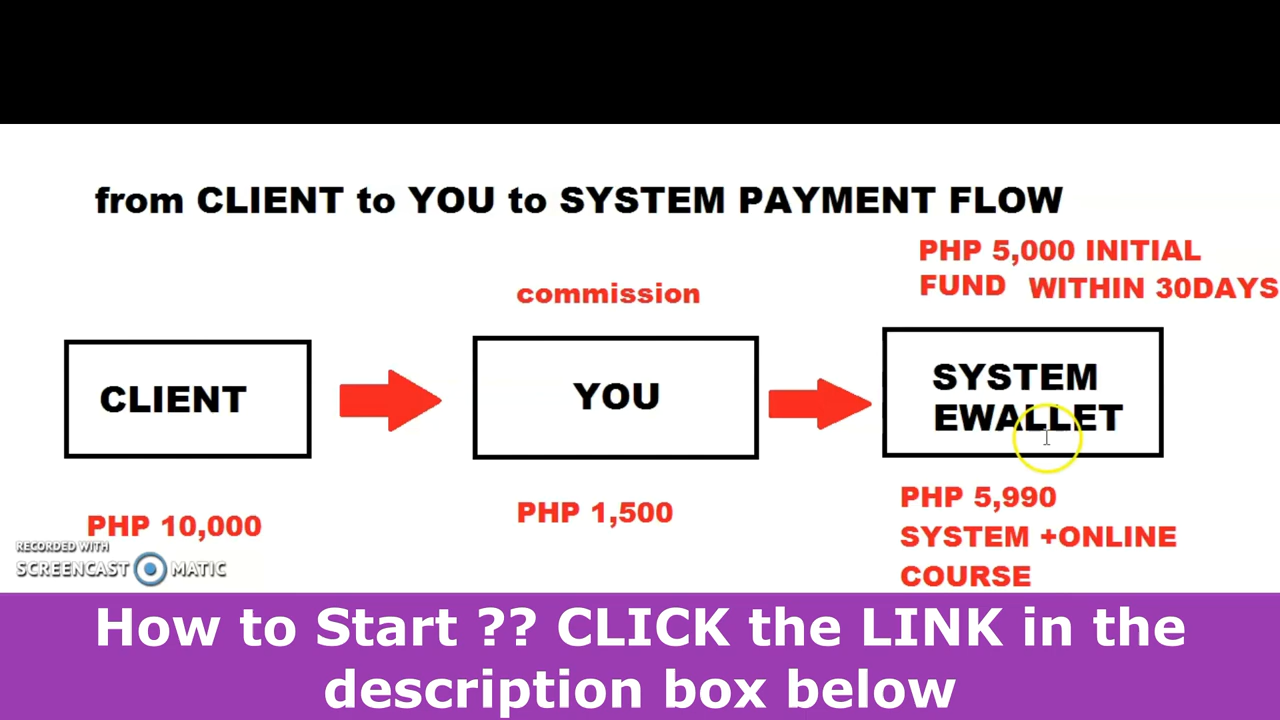 from CLIENT to YOU to SYSTEM PAYMENT FLOW
PHP 5,000 INITIAL
FUND WITHIN 30DAYS
commission
CLIENT
YOU
SYSTEM
EWALLET
PHP 10,000
PHP 1,500
PHP 5,990
SYSTEM +ONLINE
COURSE
RECORDED WITH
SCREENCAST MATIC
How to Start ?? CLICK the LINK in the
description box below